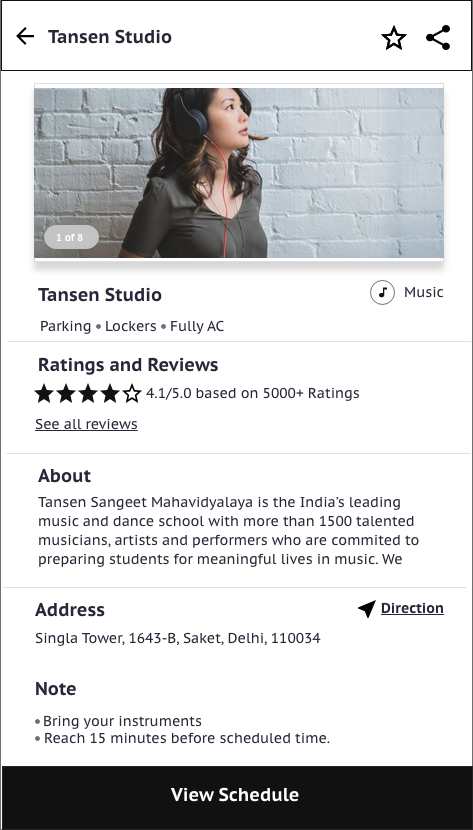 Tansen Studio
1 of 8
Tansen Studio
Music
Parking • Lockers • Fully AC
Ratings and Reviews
4.1/5.0 based on 5000+ Ratings
See all reviews
About
Tansen Sangeet Mahavidyalaya is the India’s leading
music and dance school with more than 1500 talented
musicians, artists and performers who are commited to
preparing students for meaningful lives in music. We
Address
Direction
Singla Tower, 1643-B, Saket, Delhi, 110034
Note
• Bring your instruments
• Reach 15 minutes before scheduled time.
View Schedule